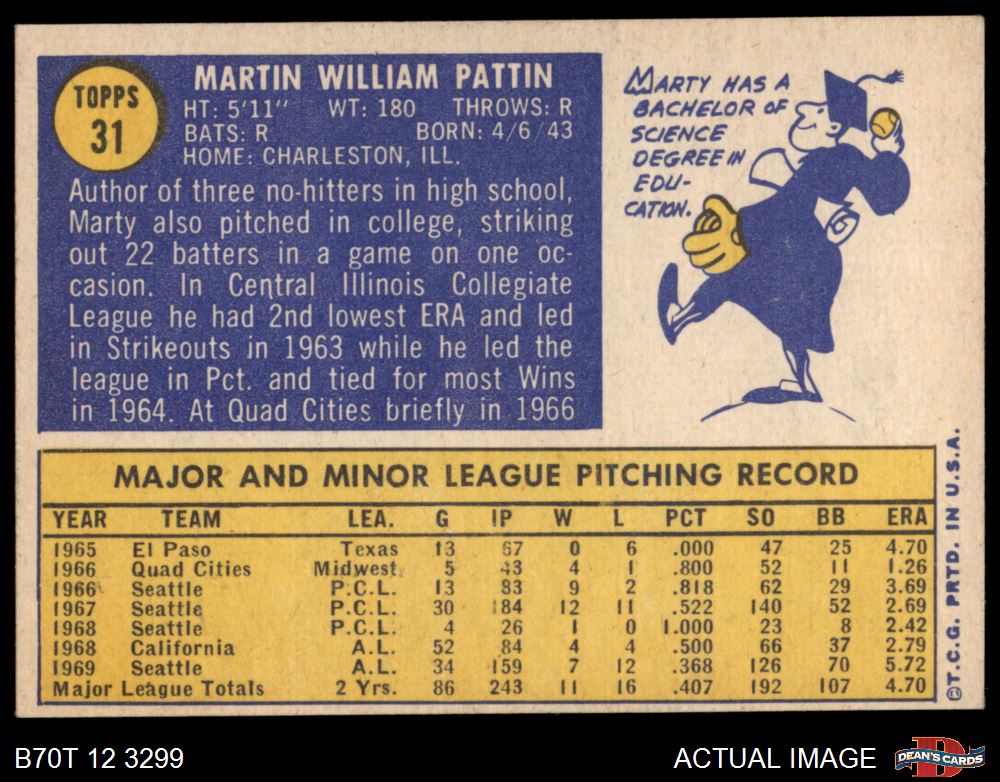 TOPPS
31
MARTIN WILLIAM PATTIN
HT: 5'11" WT: 180 THROWS: R
BATS: R BORN: 4/6/43
HOME: CHARLESTON, ILL.
Author of three no-hitters in high school,
Marty also pitched in college, striking
out 22 batters in a game on one oc-
casion. In Central Illinois Collegiate
League he had 2nd lowest ERA and led
in Strikeouts in 1963 while he led the
league in Pct. and tied for most Wins
in 1964. At Quad Cities briefly in 1966
MARTY HAS A
BACHELOR OF
SCIENCE
DEGREE IN
EDU-
CATION.
MAJOR AND MINOR LEAGUE PITCHING RECORD
YEAR TEAM LEA. G IP W L PCT SO BB ERA
1965 El Paso Texas 13 67 0 6 .000 47 25 4.70
1966 Quad Cities Midwest 5 43 4 1 .800 52 11 1.26
1966 Seattle P.C.L. 13 83 9 2 .818 62 29 3.69
1967 Seattle P.C.L. 30 184 12 11 .522 140 52 2.69
1968 Seattle P.C.L. 4 26 1 0 1.000 23 8 2.42
1968 California A.L. 52 84 4 4 .500 66 37 2.79
1969 Seattle A.L. 34 159 7 12 .368 126 70 5.72
Major League Totals 2 Yrs. 86 243 11 16 .407 192 107 4.70
©T.C.G. PRTD. IN U.S.A.
B70T 12 3299
ACTUAL IMAGE
D
DEAN'S CARDS